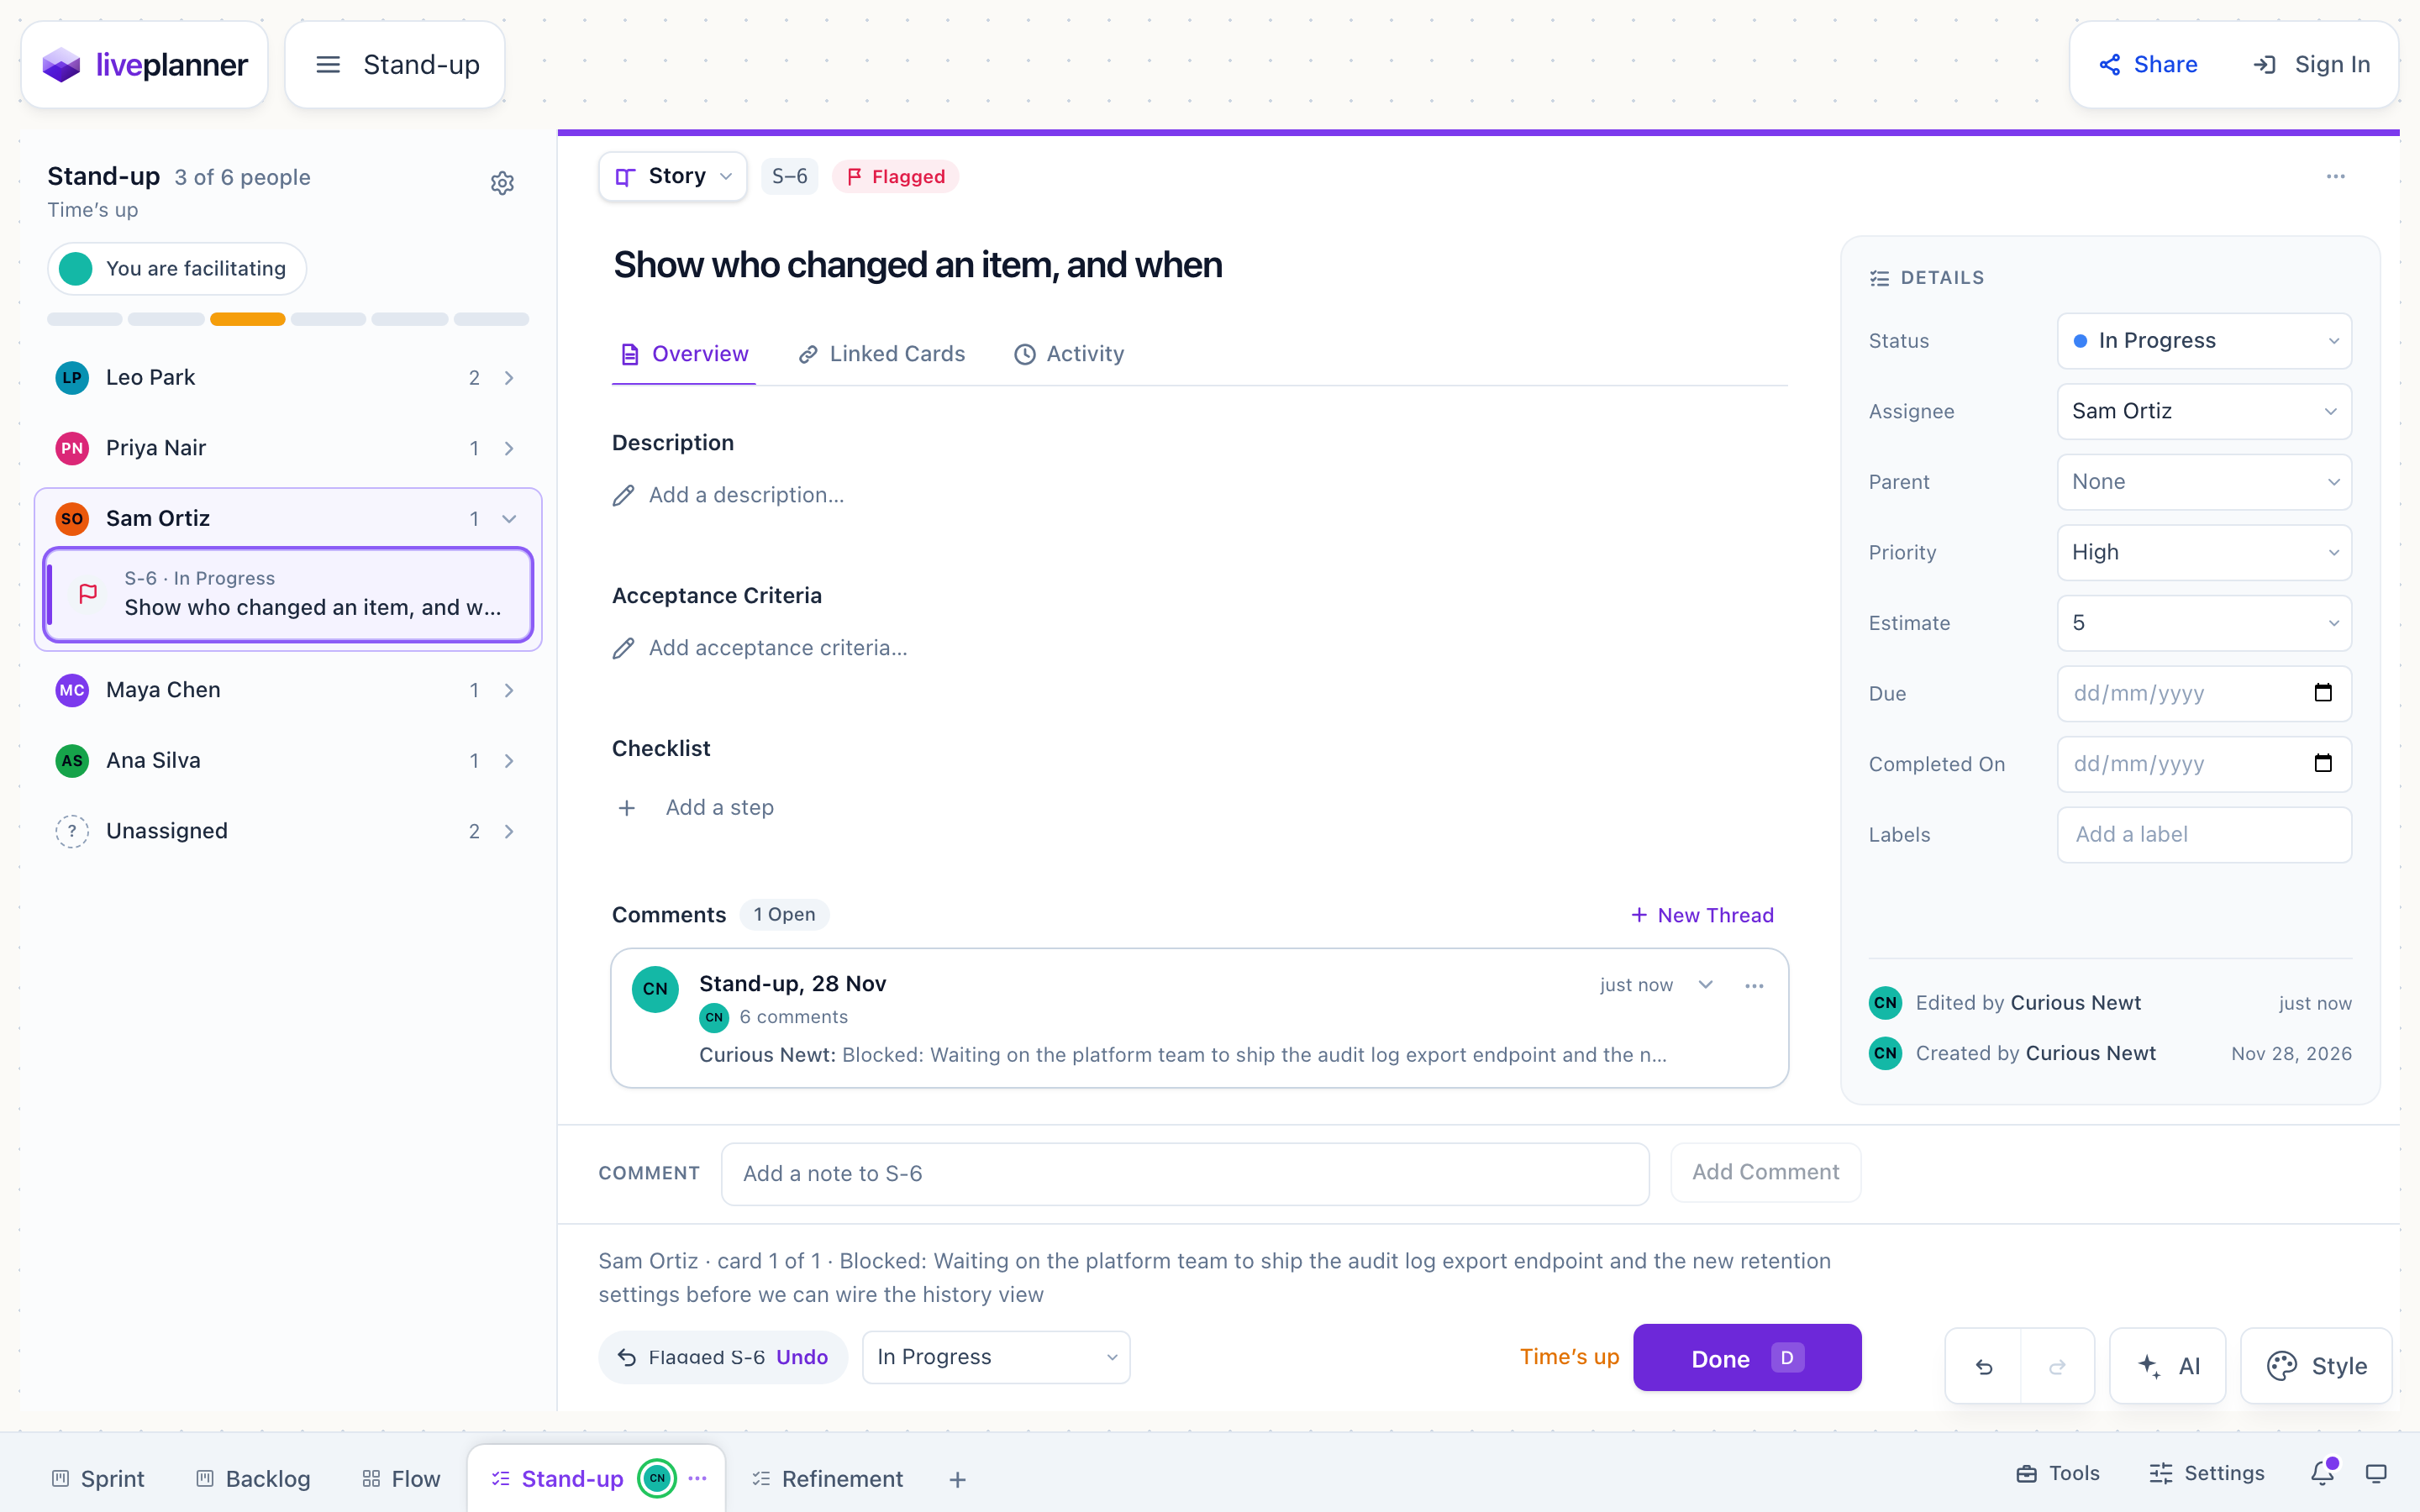 liveplanner
Stand-up
Share
Sign In
Stand-up 3 of 6 people
Time's up
You are facilitating
LP Leo Park 2
PN Priya Nair 1
SO Sam Ortiz 1
S-6 · In Progress
Show who changed an item, and w...
MC Maya Chen 1
AS Ana Silva 1
? Unassigned 2
Story S–6 Flagged
Show who changed an item, and when
Overview Linked Cards Activity
Description
Add a description...
Acceptance Criteria
Add acceptance criteria...
Checklist
Add a step
Comments 1 Open
New Thread
CN Stand-up, 28 Nov just now
CN 6 comments
Curious Newt: Blocked: Waiting on the platform team to ship the audit log export endpoint and the n...
DETAILS
Status In Progress
Assignee Sam Ortiz
Parent None
Priority High
Estimate 5
Due dd/mm/yyyy
Completed On dd/mm/yyyy
Labels Add a label
CN Edited by Curious Newt just now
CN Created by Curious Newt Nov 28, 2026
COMMENT Add a note to S-6 Add Comment
Sam Ortiz · card 1 of 1 · Blocked: Waiting on the platform team to ship the audit log export endpoint and the new retention
settings before we can wire the history view
Flagged S-6 Undo In Progress Time's up Done D
AI Style
Sprint Backlog Flow Stand-up CN Refinement
Tools Settings